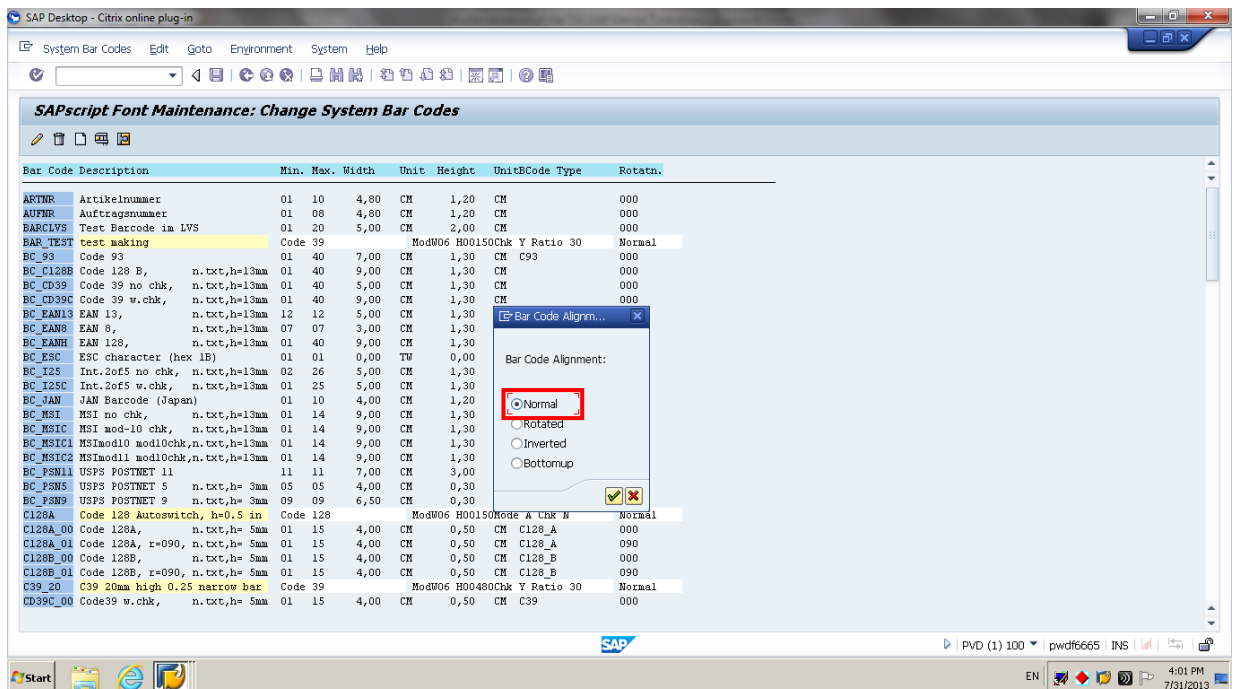 SAP Desktop - Citrix online plug-in
System Bar Codes Edit Goto Environment System Help
SAPscript Font Maintenance: Change System Bar Codes
Bar Code Description Min. Max. Width Unit Height UnitBCode Type Rotatn.
ARTNR Artikelnummer 01 10 4,80 CM 1,20 CM 000
AUFNR Auftragsnummer 01 08 4,80 CM 1,20 CM 000
BARCLVS Test Barcode im LVS 01 20 5,00 CM 2,00 CM 000
BAR_TEST test making Code 39 ModW06 H00150Chk Y Ratio 30 Normal
BC_93 Code 93 01 40 7,00 CM 1,30 CM C93 000
BC_C128B Code 128 B, n.txt,h=13mm 01 40 9,00 CM 1,30 CM 000
BC_CD39 Code 39 no chk, n.txt,h=13mm 01 40 5,00 CM 1,30 CM 000
BC_CD39C Code 39 w.chk, n.txt,h=13mm 01 40 9,00 CM 1,30 CM 000
BC_EAN13 EAN 13, n.txt,h=13mm 12 12 5,00 CM 1,30
BC_EAN8 EAN 8, n.txt,h=13mm 07 07 3,00 CM 1,30
BC_EANH EAN 128, n.txt,h=13mm 01 40 9,00 CM 1,30
BC_ESC ESC character (hex 1B) 01 01 0,00 TW 0,00
BC_I25 Int.2of5 no chk, n.txt,h=13mm 02 26 5,00 CM 1,30
BC_I25C Int.2of5 w.chk, n.txt,h=13mm 01 25 5,00 CM 1,30
BC_JAN JAN Barcode (Japan) 01 10 4,00 CM 1,20
BC_MSI MSI no chk, n.txt,h=13mm 01 14 9,00 CM 1,30
BC_MSIC MSI mod-10 chk, n.txt,h=13mm 01 14 9,00 CM 1,30
BC_MSIC1 MSImod10 mod10chk,n.txt,h=13mm 01 14 9,00 CM 1,30
BC_MSIC2 MSImod11 mod10chk,n.txt,h=13mm 01 14 9,00 CM 1,30
BC_PSN11 USPS POSTNET 11 11 11 7,00 CM 3,00
BC_PSN5 USPS POSTNET 5 n.txt,h= 3mm 05 05 4,00 CM 0,30
BC_PSN9 USPS POSTNET 9 n.txt,h= 3mm 09 09 6,50 CM 0,30
C128A Code 128 Autoswitch, h=0.5 in Code 128 ModW06 H00150Mode A Chk N Normal
C128A_00 Code 128A, n.txt,h= 5mm 01 15 4,00 CM 0,50 CM C128_A 000
C128A_01 Code 128A, r=090, n.txt,h= 5mm 01 15 4,00 CM 0,50 CM C128_A 090
C128B_00 Code 128B, n.txt,h= 5mm 01 15 4,00 CM 0,50 CM C128_B 000
C128B_01 Code 128B, r=090, n.txt,h= 5mm 01 15 4,00 CM 0,50 CM C128_B 090
C39_20 C39 20mm high 0.25 narrow bar Code 39 ModW06 H00480Chk Y Ratio 30 Normal
CD39C_00 Code39 w.chk, n.txt,h= 5mm 01 15 4,00 CM 0,50 CM C39 000
Bar Code Alignm...
Bar Code Alignment:
Normal
Rotated
Inverted
Bottomup
SAP
PVD (1) 100 pwdf6665 INS
Start
EN
4:01 PM
7/31/2013